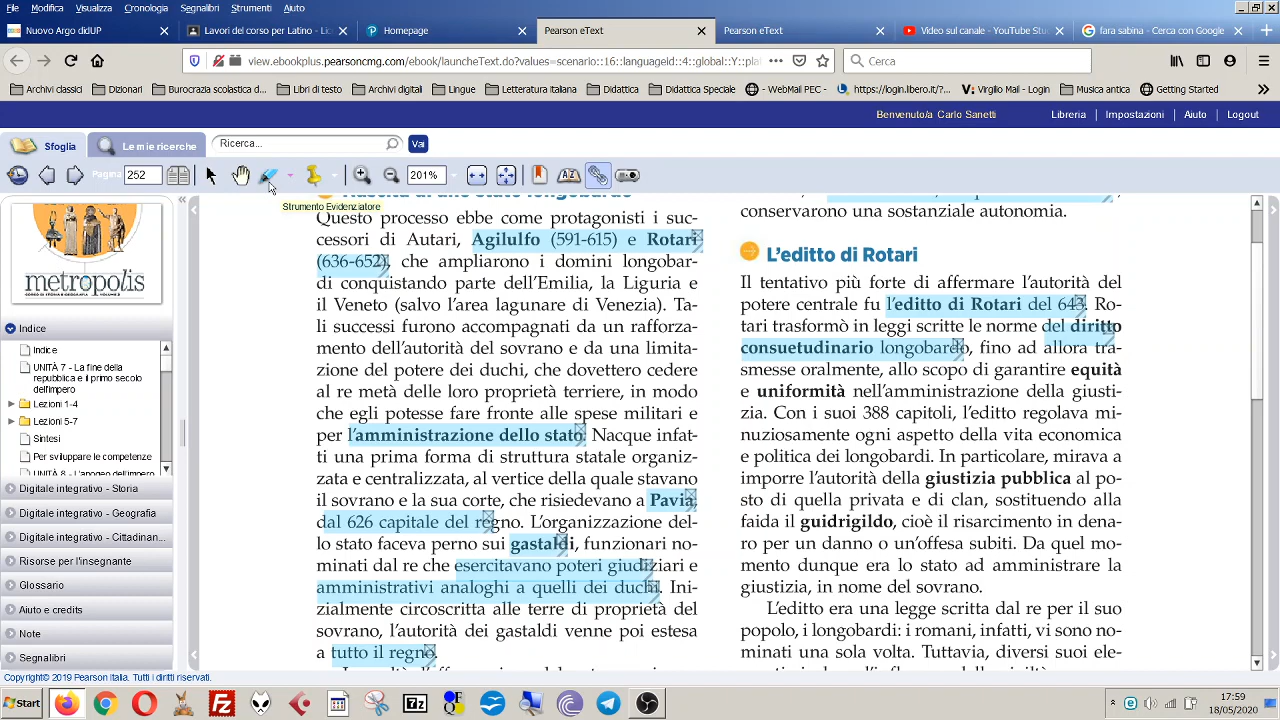 File Modifica Visualizza Cronologia Segnalibri Strumenti Aiuto
Nuovo Argo didUP
Lavori del corso per Latino - Lic
Homepage
Pearson eText
Pearson eText
Video sul canale - YouTube Stu
fara sabina - Cerca con Google
view.ebookplus.pearsoncmg.com/ebook/launcheText.do?values=scenario::16::languageid::4::global::Y::pla
Cerca
Archivi classici Dizionari Burocrazia scolastica d... Libri di testo Archivi digitali Lingue Letteratura italiana Didattica Didattica Speciale - WebMail PEC - https://login.libero.it/?... Virgilio Mail - Login Musica antica Getting Started
Benvenuto/a Carlo Sanetti
Libreria Impostazioni Aiuto Logout
Sfoglia
Le mie ricerche
Ricerca...
Vai
Pagina 252
201%
Strumento Evidenziatore
metropolis
Indice
Indice
UNITÀ 7 - La fine della
repubblica e il primo secolo
dell'impero
Lezioni 1-4
Lezioni 5-7
Sintesi
Per sviluppare le competenze
UNITÀ 8 - L'apogeo dell'impero
Digitale integrativo - Storia
Digitale integrativo - Geografia
Digitale integrativo - Cittadinan...
Risorse per l'insegnante
Glossario
Aiuto e crediti
Note
Segnalibri
Nascita di uno stato longobardo
Questo processo ebbe come protagonisti i suc-
cessori di Autari, Agilulfo (591-615) e Rotari
(636-652), che ampliarono i domini longobar-
di conquistando parte dell'Emilia, la Liguria e
il Veneto (salvo l'area lagunare di Venezia). Ta-
li successi furono accompagnati da un rafforza-
mento dell'autorità del sovrano e da una limita-
zione del potere dei duchi, che dovettero cedere
al re metà delle loro proprietà terriere, in modo
che egli potesse fare fronte alle spese militari e
per l'amministrazione dello stato. Nacque infat-
ti una prima forma di struttura statale organiz-
zata e centralizzata, al vertice della quale stavano
il sovrano e la sua corte, che risiedevano a Pavia,
dal 626 capitale del regno. L'organizzazione del-
lo stato faceva perno sui gastaldi, funzionari no-
minati dal re che esercitavano poteri giudiziari e
amministrativi analoghi a quelli dei duchi. Ini-
zialmente circoscritta alle terre di proprietà del
sovrano, l'autorità dei gastaldi venne poi estesa
a tutto il regno.
conservarono una sostanziale autonomia.
L'editto di Rotari
Il tentativo più forte di affermare l'autorità del
potere centrale fu l'editto di Rotari del 643. Ro-
tari trasformò in leggi scritte le norme del diritto
consuetudinario longobardo, fino ad allora tra-
smesse oralmente, allo scopo di garantire equità
e uniformità nell'amministrazione della giusti-
zia. Con i suoi 388 capitoli, l'editto regolava mi-
nuziosamente ogni aspetto della vita economica
e politica dei longobardi. In particolare, mirava a
imporre l'autorità della giustizia pubblica al po-
sto di quella privata e di clan, sostituendo alla
faida il guidrigildo, cioè il risarcimento in dena-
ro per un danno o un'offesa subiti. Da quel mo-
mento dunque era lo stato ad amministrare la
giustizia, in nome del sovrano.
L'editto era una legge scritta dal re per il suo
popolo, i longobardi: i romani, infatti, vi sono no-
minati una sola volta. Tuttavia, diversi suoi ele-
Copyright© 2019 Pearson Italia. Tutti i diritti riservati.
Start
17:59
18/05/2020